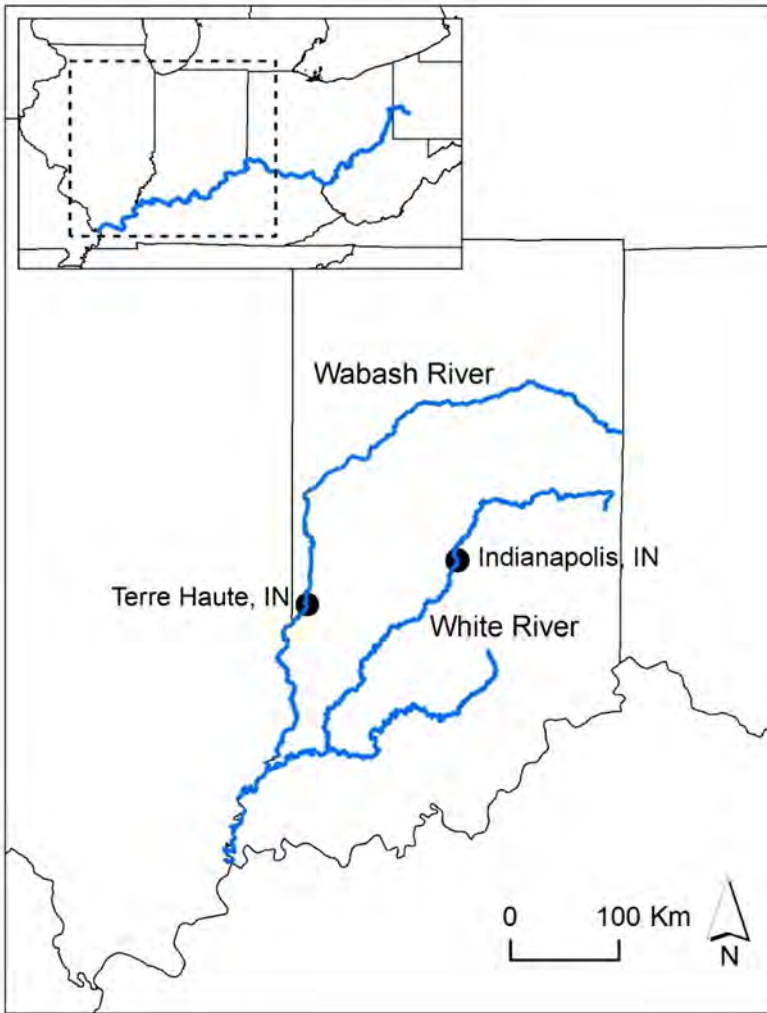 Wabash River
Indianapolis, IN
Terre Haute, IN
White River
0 100 Km
N